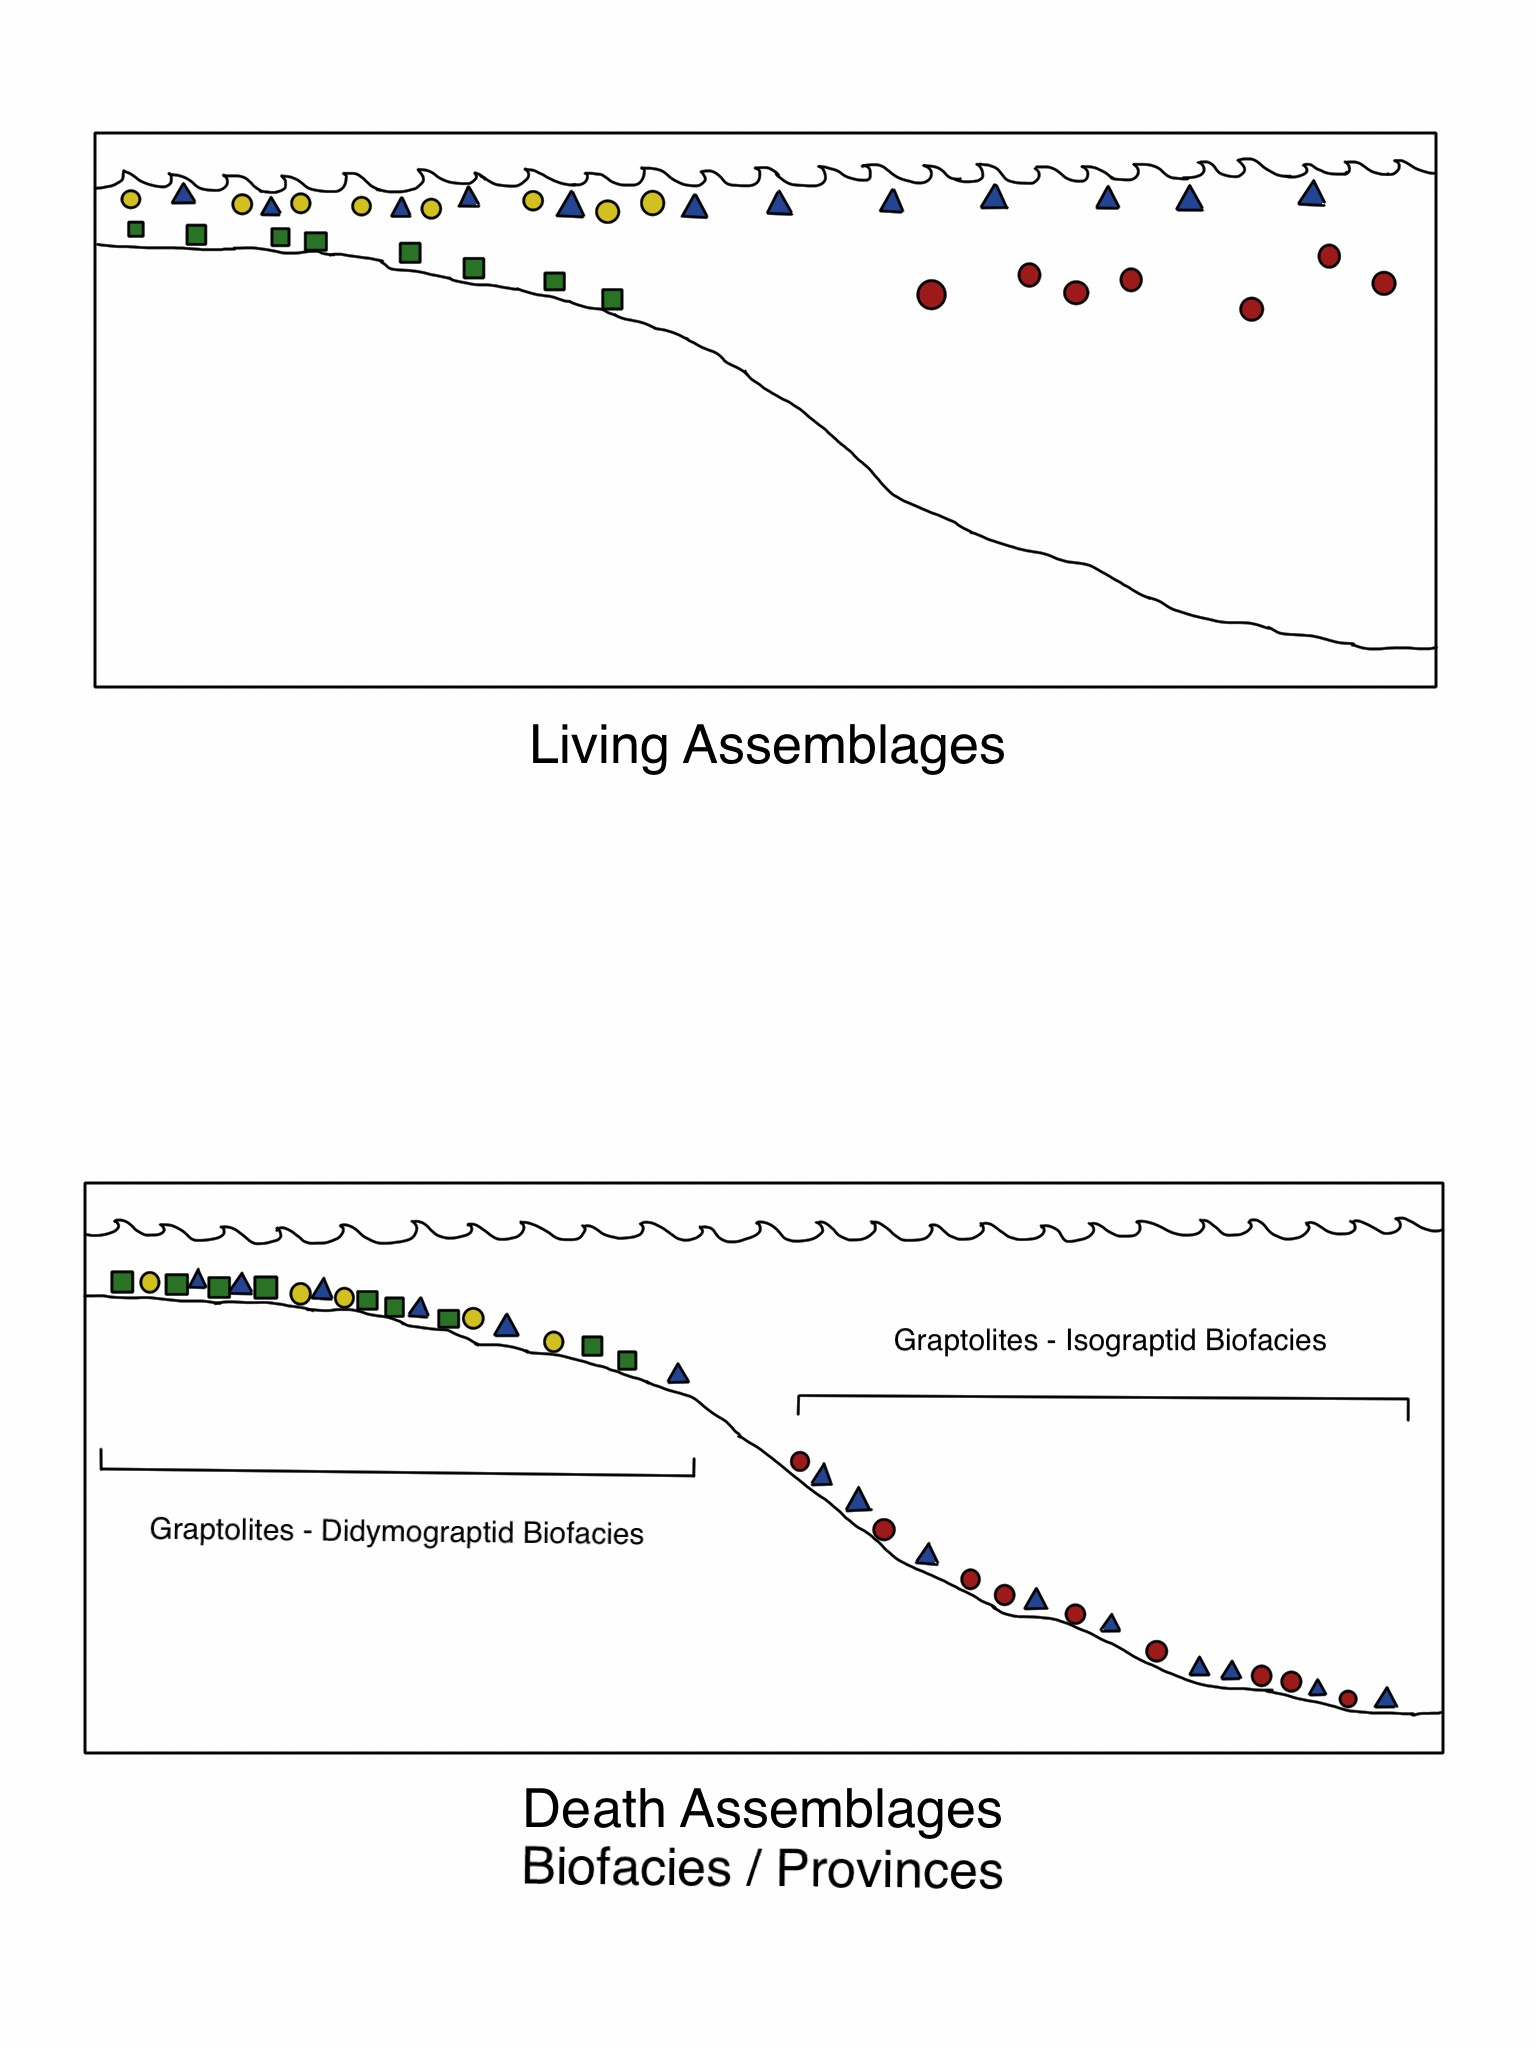 Living Assemblages
Graptolites - Isograptid Biofacies
Graptolites - Didymograptid Biofacies
Death Assemblages
Biofacies / Provinces